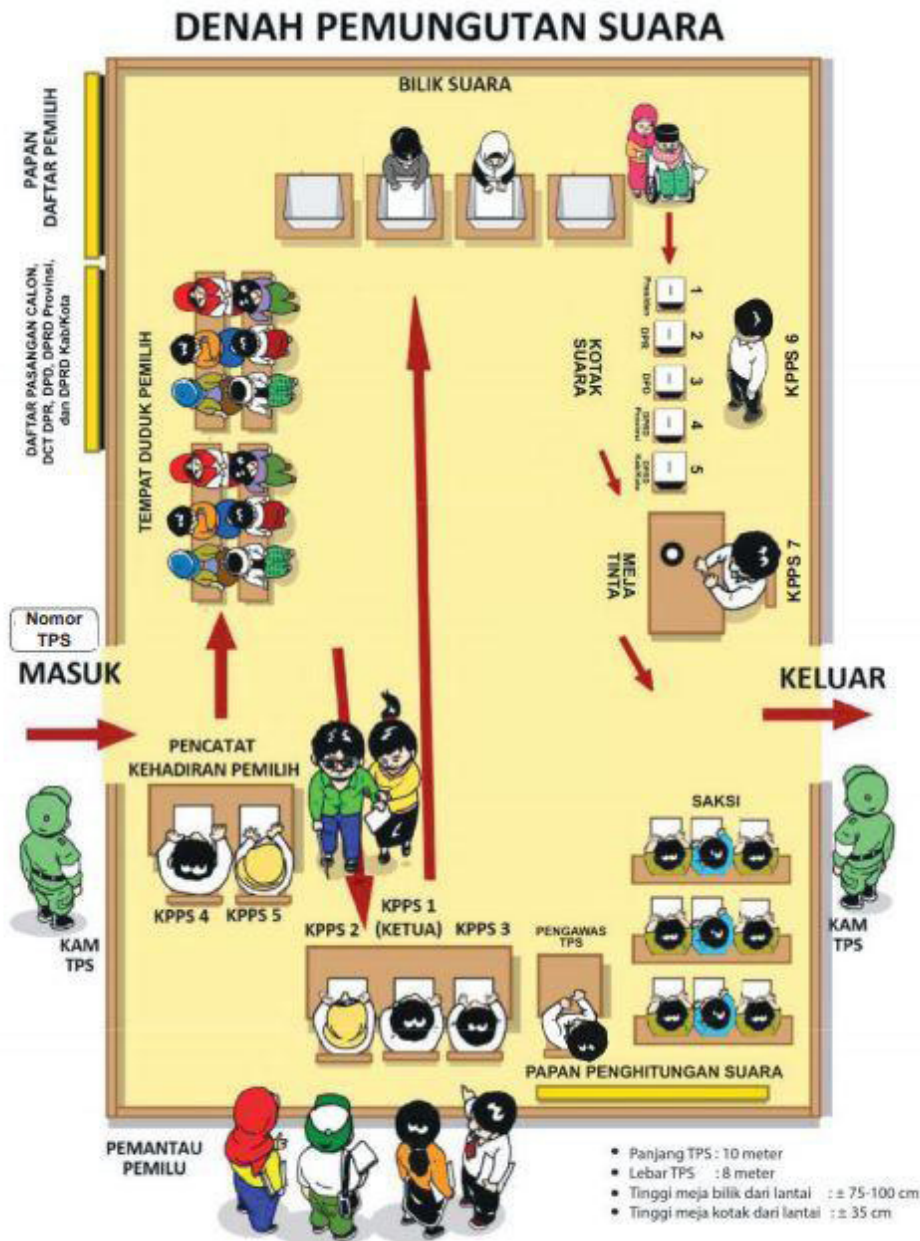 DENAH PEMUNGUTAN SUARA
BILIK SUARA
PAPAN
DAFTAR PEMILIH
DAFTAR PASANGAN CALON,
DCT DPR, DPD, DPRD Provinsi,
dan DPRD Kab/Kota
TEMPAT DUDUK PEMILIH
KOTAK
SUARA
1
Presiden
2
DPR
3
DPD
4
DPRD
Provinsi
5
DPRD
Kab/Kota
KPPS 6
MEJA
TINTA
KPPS 7
Nomor
TPS
MASUK
KELUAR
PENCATAT
KEHADIRAN PEMILIH
KPPS 4
KPPS 5
KAM
TPS
SAKSI
KAM
TPS
KPPS 2
KPPS 1
(KETUA)
KPPS 3
PENGAWAS
TPS
PAPAN PENGHITUNGAN SUARA
PEMANTAU
PEMILU
• Panjang TPS : 10 meter
• Lebar TPS : 8 meter
• Tinggi meja bilik dari lantai : ± 75-100 cm
• Tinggi meja kotak dari lantai : ± 35 cm